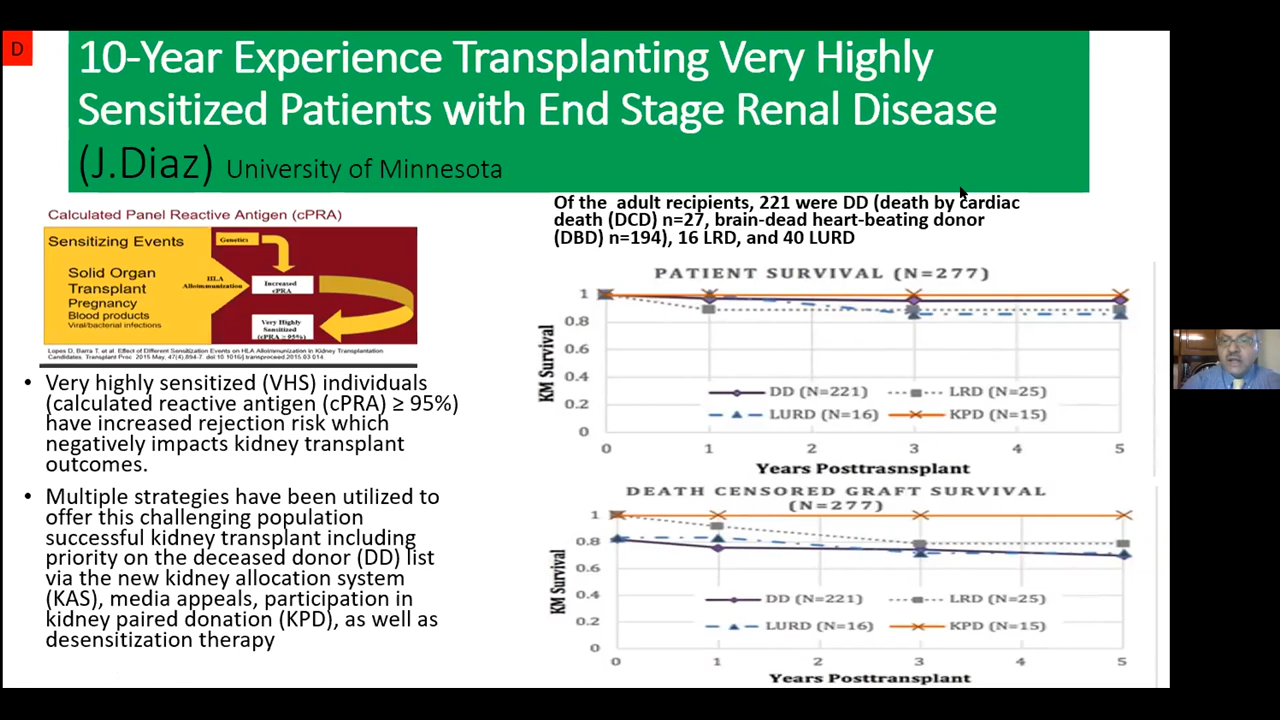 D
10-Year Experience Transplanting Very Highly
Sensitized Patients with End Stage Renal Disease
(J.Diaz) University of Minnesota
Calculated Panel Reactive Antigen (cPRA)
Sensitizing Events
Solid Organ
Transplant
Pregnancy
Blood products
Viral/bacterial infections
Genetics
HLA
Alloimmunization
Increased
cPRA
Very Highly
Sensitized
(cPRA ≥ 95%)
Lopes D, Barra T, et al. Effect of Different Sensitization Events on HLA Alloimmunization in Kidney Transplantation
Candidates. Transplant Proc. 2015 May; 47(4):894-7. doi 10.1016/j.transproceed.2015.03.014
• Very highly sensitized (VHS) individuals
(calculated reactive antigen (cPRA) ≥ 95%)
have increased rejection risk which
negatively impacts kidney transplant
outcomes.
• Multiple strategies have been utilized to
offer this challenging population
successful kidney transplant including
priority on the deceased donor (DD) list
via the new kidney allocation system
(KAS), media appeals, participation in
kidney paired donation (KPD), as well as
desensitization therapy
Of the adult recipients, 221 were DD (death by cardiac
death (DCD) n=27, brain-dead heart-beating donor
(DBD) n=194), 16 LRD, and 40 LURD
PATIENT SURVIVAL (N=277)
KM Survival
1
0.8
0.6
0.4
0.2
0
DD (N=221)
LRD (N=25)
LURD (N=16)
KPD (N=15)
0 1 2 3 4 5
Years Posttrasnsplant
DEATH CENSORED GRAFT SURVIVAL
(N=277)
KM Survival
1
0.8
0.6
0.4
0.2
0
DD (N=221)
LRD (N=25)
LURD (N=16)
KPD (N=15)
0 1 2 3 4 5
Years Posttransplant